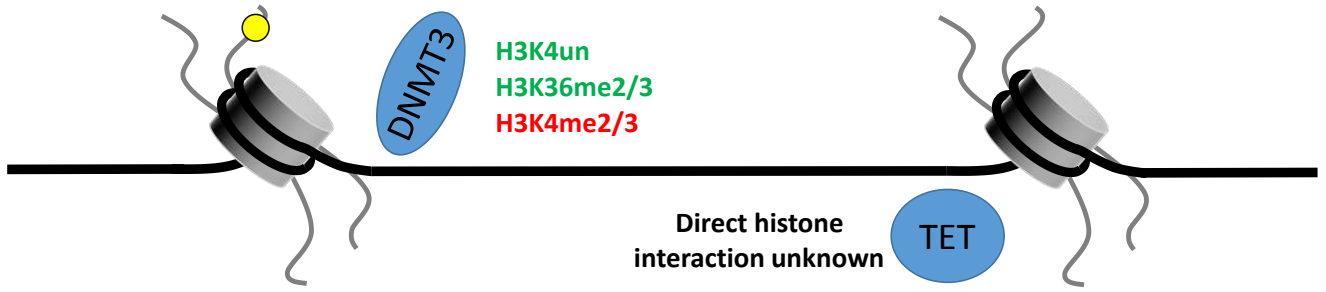 DNMT3
H3K4un
H3K36me2/3
H3K4me2/3
Direct histone
interaction unknown
TET